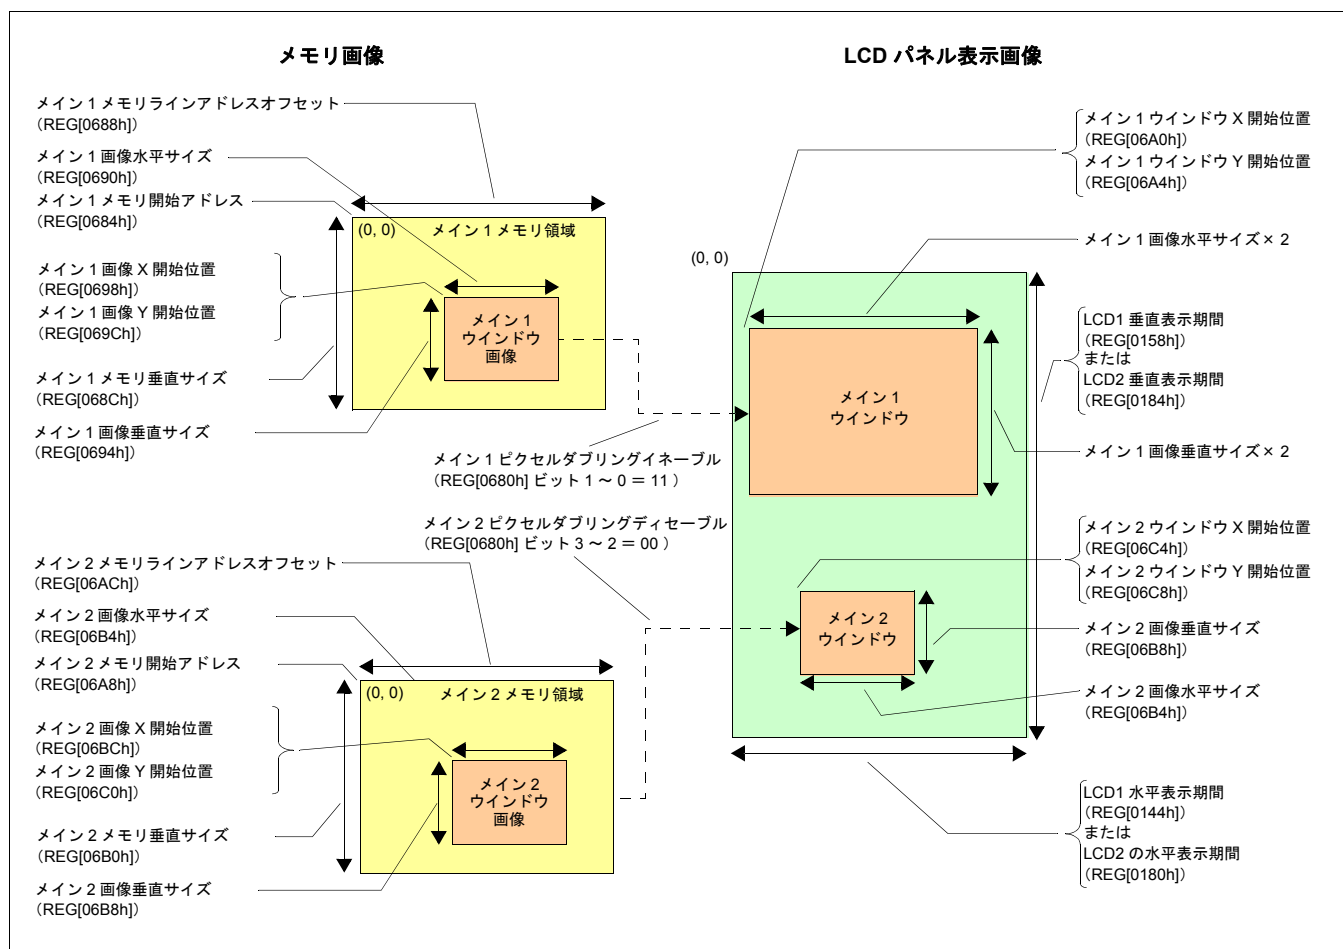 メモリ画像
LCD パネル表示画像
メイン 1 メモリラインアドレスオフセット
（REG[0688h]）
メイン 1 画像水平サイズ
（REG[0690h]）
メイン 1 メモリ開始アドレス
（REG[0684h]）
メイン 1 画像 X 開始位置
（REG[0698h]）
メイン 1 画像 Y 開始位置
（REG[069Ch]）
メイン 1 メモリ垂直サイズ
（REG[068Ch]）
メイン 1 画像垂直サイズ
（REG[0694h]）
(0, 0)
メイン 1 メモリ領域
メイン 1
ウインドウ
画像
メイン 1 ピクセルダブリングイネーブル
（REG[0680h] ビット 1 ～ 0 ＝ 11 ）
メイン 2 ピクセルダブリングディセーブル
（REG[0680h] ビット 3 ～ 2 ＝ 00 ）
メイン 2 メモリラインアドレスオフセット
（REG[06ACh]）
メイン 2 画像水平サイズ
（REG[06B4h]）
メイン 2 メモリ開始アドレス
（REG[06A8h]）
メイン 2 画像 X 開始位置
（REG[06BCh]）
メイン 2 画像 Y 開始位置
（REG[06C0h]）
メイン 2 メモリ垂直サイズ
（REG[06B0h]）
メイン 2 画像垂直サイズ
（REG[06B8h]）
(0, 0)
メイン 2 メモリ領域
メイン 2
ウインドウ
画像
メイン 1 ウインドウ X 開始位置
（REG[06A0h]）
メイン 1 ウインドウ Y 開始位置
（REG[06A4h]）
メイン 1 画像水平サイズ× 2
(0, 0)
LCD1 垂直表示期間
（REG[0158h]）
または
LCD2 垂直表示期間
（REG[0184h]）
メイン 1
ウインドウ
メイン 1 画像垂直サイズ× 2
メイン 2 ウインドウ X 開始位置
（REG[06C4h]）
メイン 2 ウインドウ Y 開始位置
（REG[06C8h]）
メイン 2
ウインドウ
メイン 2 画像垂直サイズ
（REG[06B8h]）
メイン 2 画像水平サイズ
（REG[06B4h]）
LCD1 水平表示期間
（REG[0144h]）
または
LCD2 の水平表示期間
（REG[0180h]）